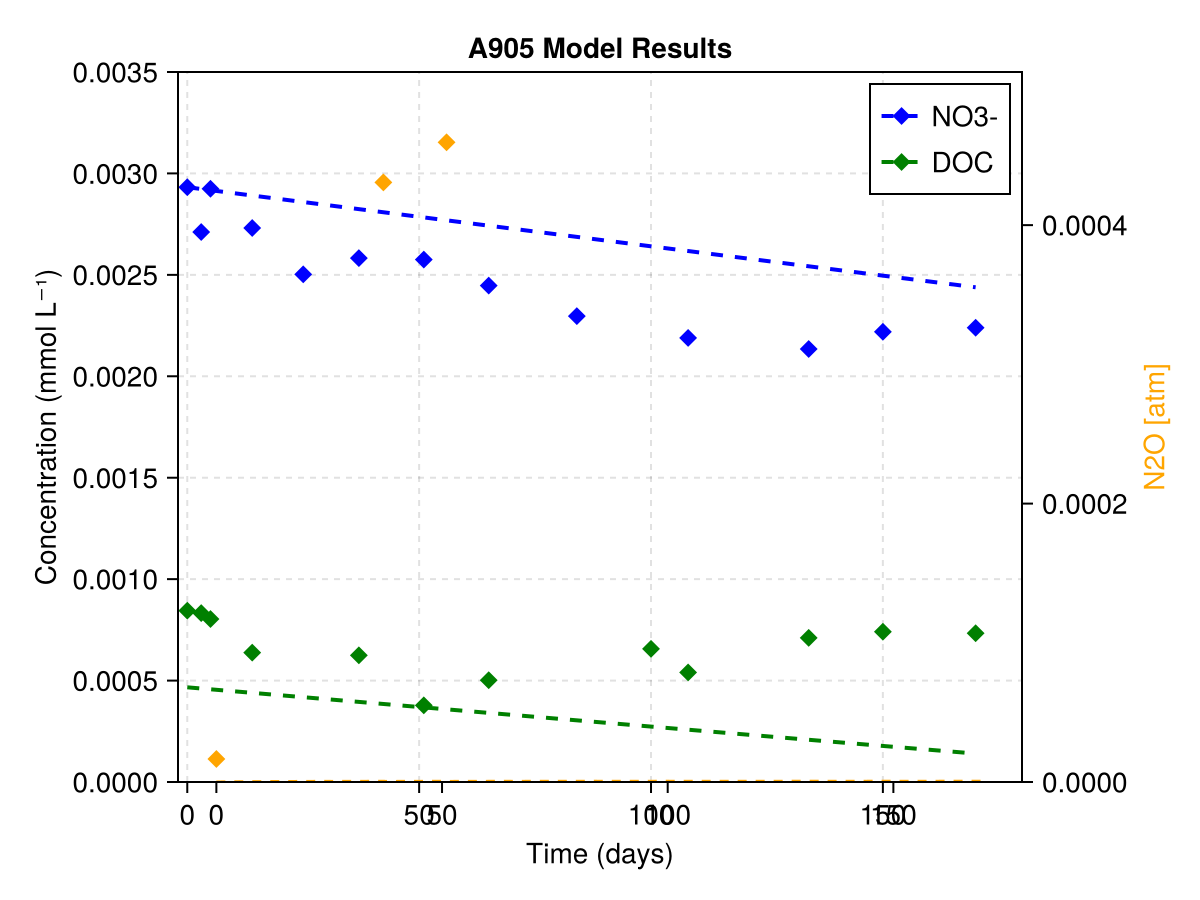 A905 Model Results
0.0035
0.0030
0.0025
0.0020
0.0015
0.0010
0.0005
0.0000
Concentration (mmol L⁻¹)
NO3-
DOC
0.0004
0.0002
0.0000
N2O [atm]
0 0 50 50 100 100 150 150
Time (days)